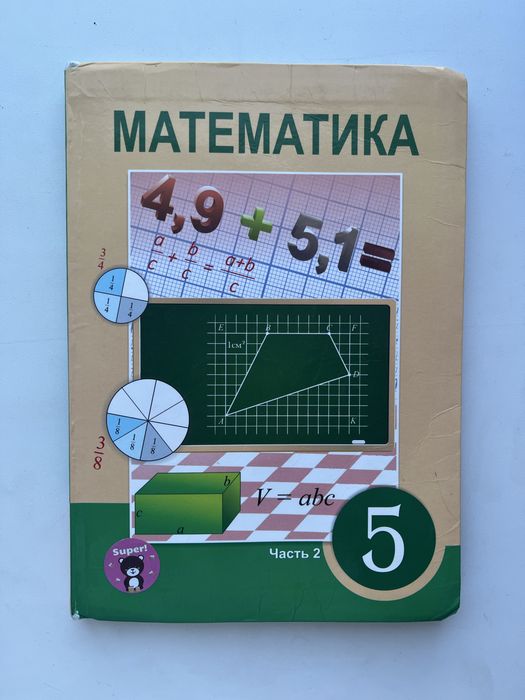 МАТЕМАТИКА
4,9 + 5,1 =
a/c + b/c = a+b/c
3/4
1/4
1/4 1/4
E B C F
1см²
D
A K
1/8 1/8 1/8
3/8
b
V = abc
c
a
Часть 2
5
Super!